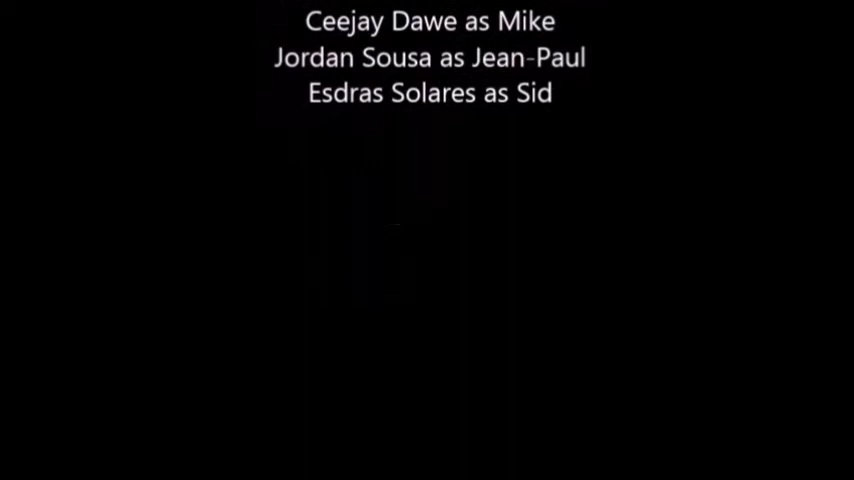 Ceejay Dawe as Mike
Jordan Sousa as Jean-Paul
Esdras Solares as Sid